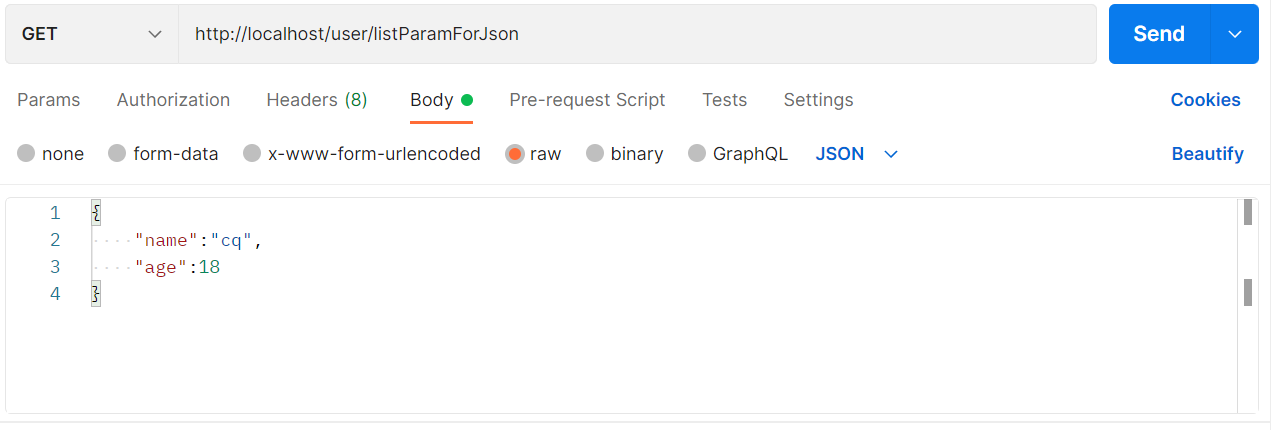 GET http://localhost/user/listParamForJson Send
Params Authorization Headers (8) Body Pre-request Script Tests Settings Cookies
none form-data x-www-form-urlencoded raw binary GraphQL JSON Beautify
1 {
2 ····"name":"cq",
3 ····"age":18
4 }